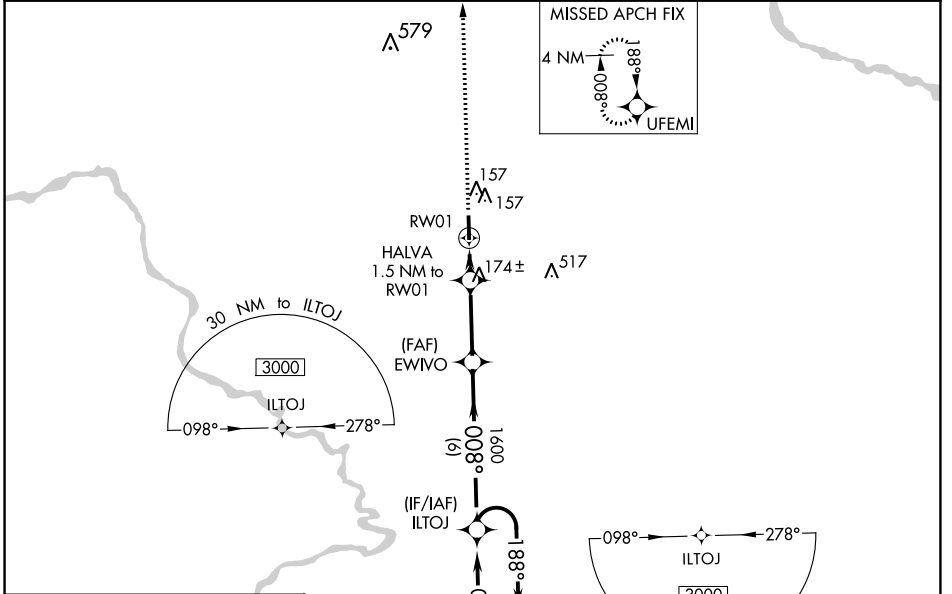 MISSED APCH FIX
579
4 NM
188°
008°
UFEMI
157
157
RW01
HALVA
1.5 NM to
RW01
174±
517
30 NM to ILTOJ
(FAF)
EWIVO
3000
ILTOJ
098°
278°
1600
008°
(6)
(IF/IAF)
ILTOJ
188°
098°
278°
ILTOJ
3000